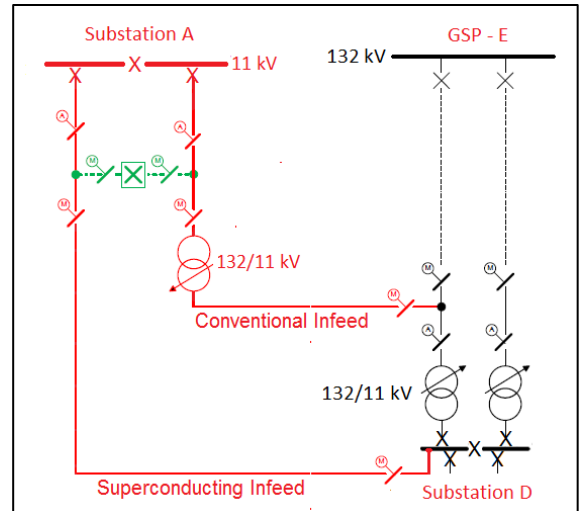 Substation A
GSP - E
11 kV
132 kV
A
A
M
M
M
M
132/11 kV
M
M
M
Conventional Infeed
A
A
132/11 kV
M
Superconducting Infeed
Substation D